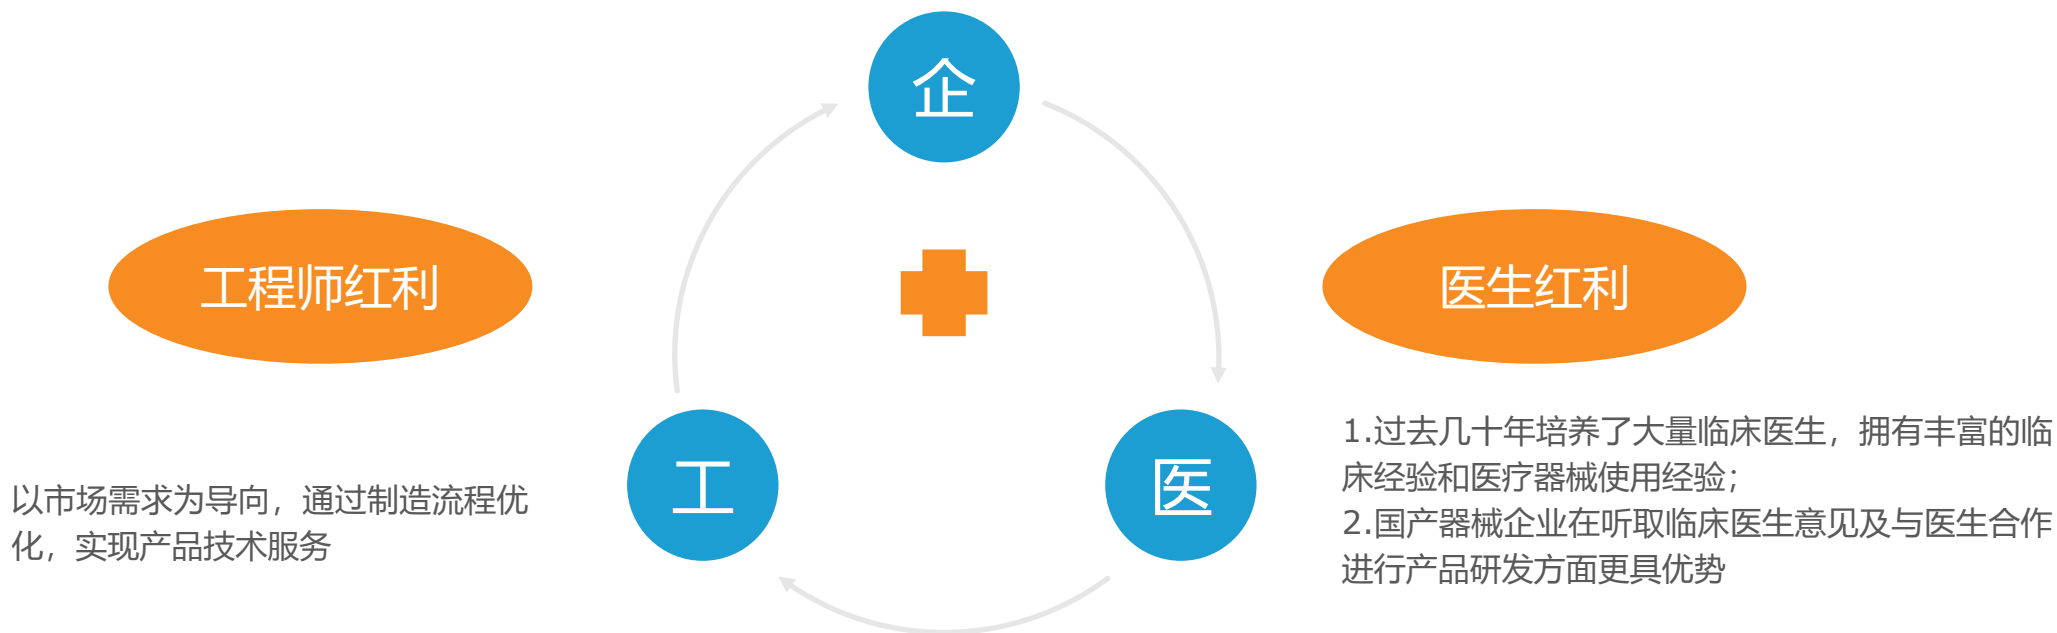 企
工程师红利
医生红利
工
医
以市场需求为导向，通过制造流程优
化，实现产品技术服务
1.过去几十年培养了大量临床医生，拥有丰富的临
床经验和医疗器械使用经验；
2.国产器械企业在听取临床医生意见及与医生合作
进行产品研发方面更具优势